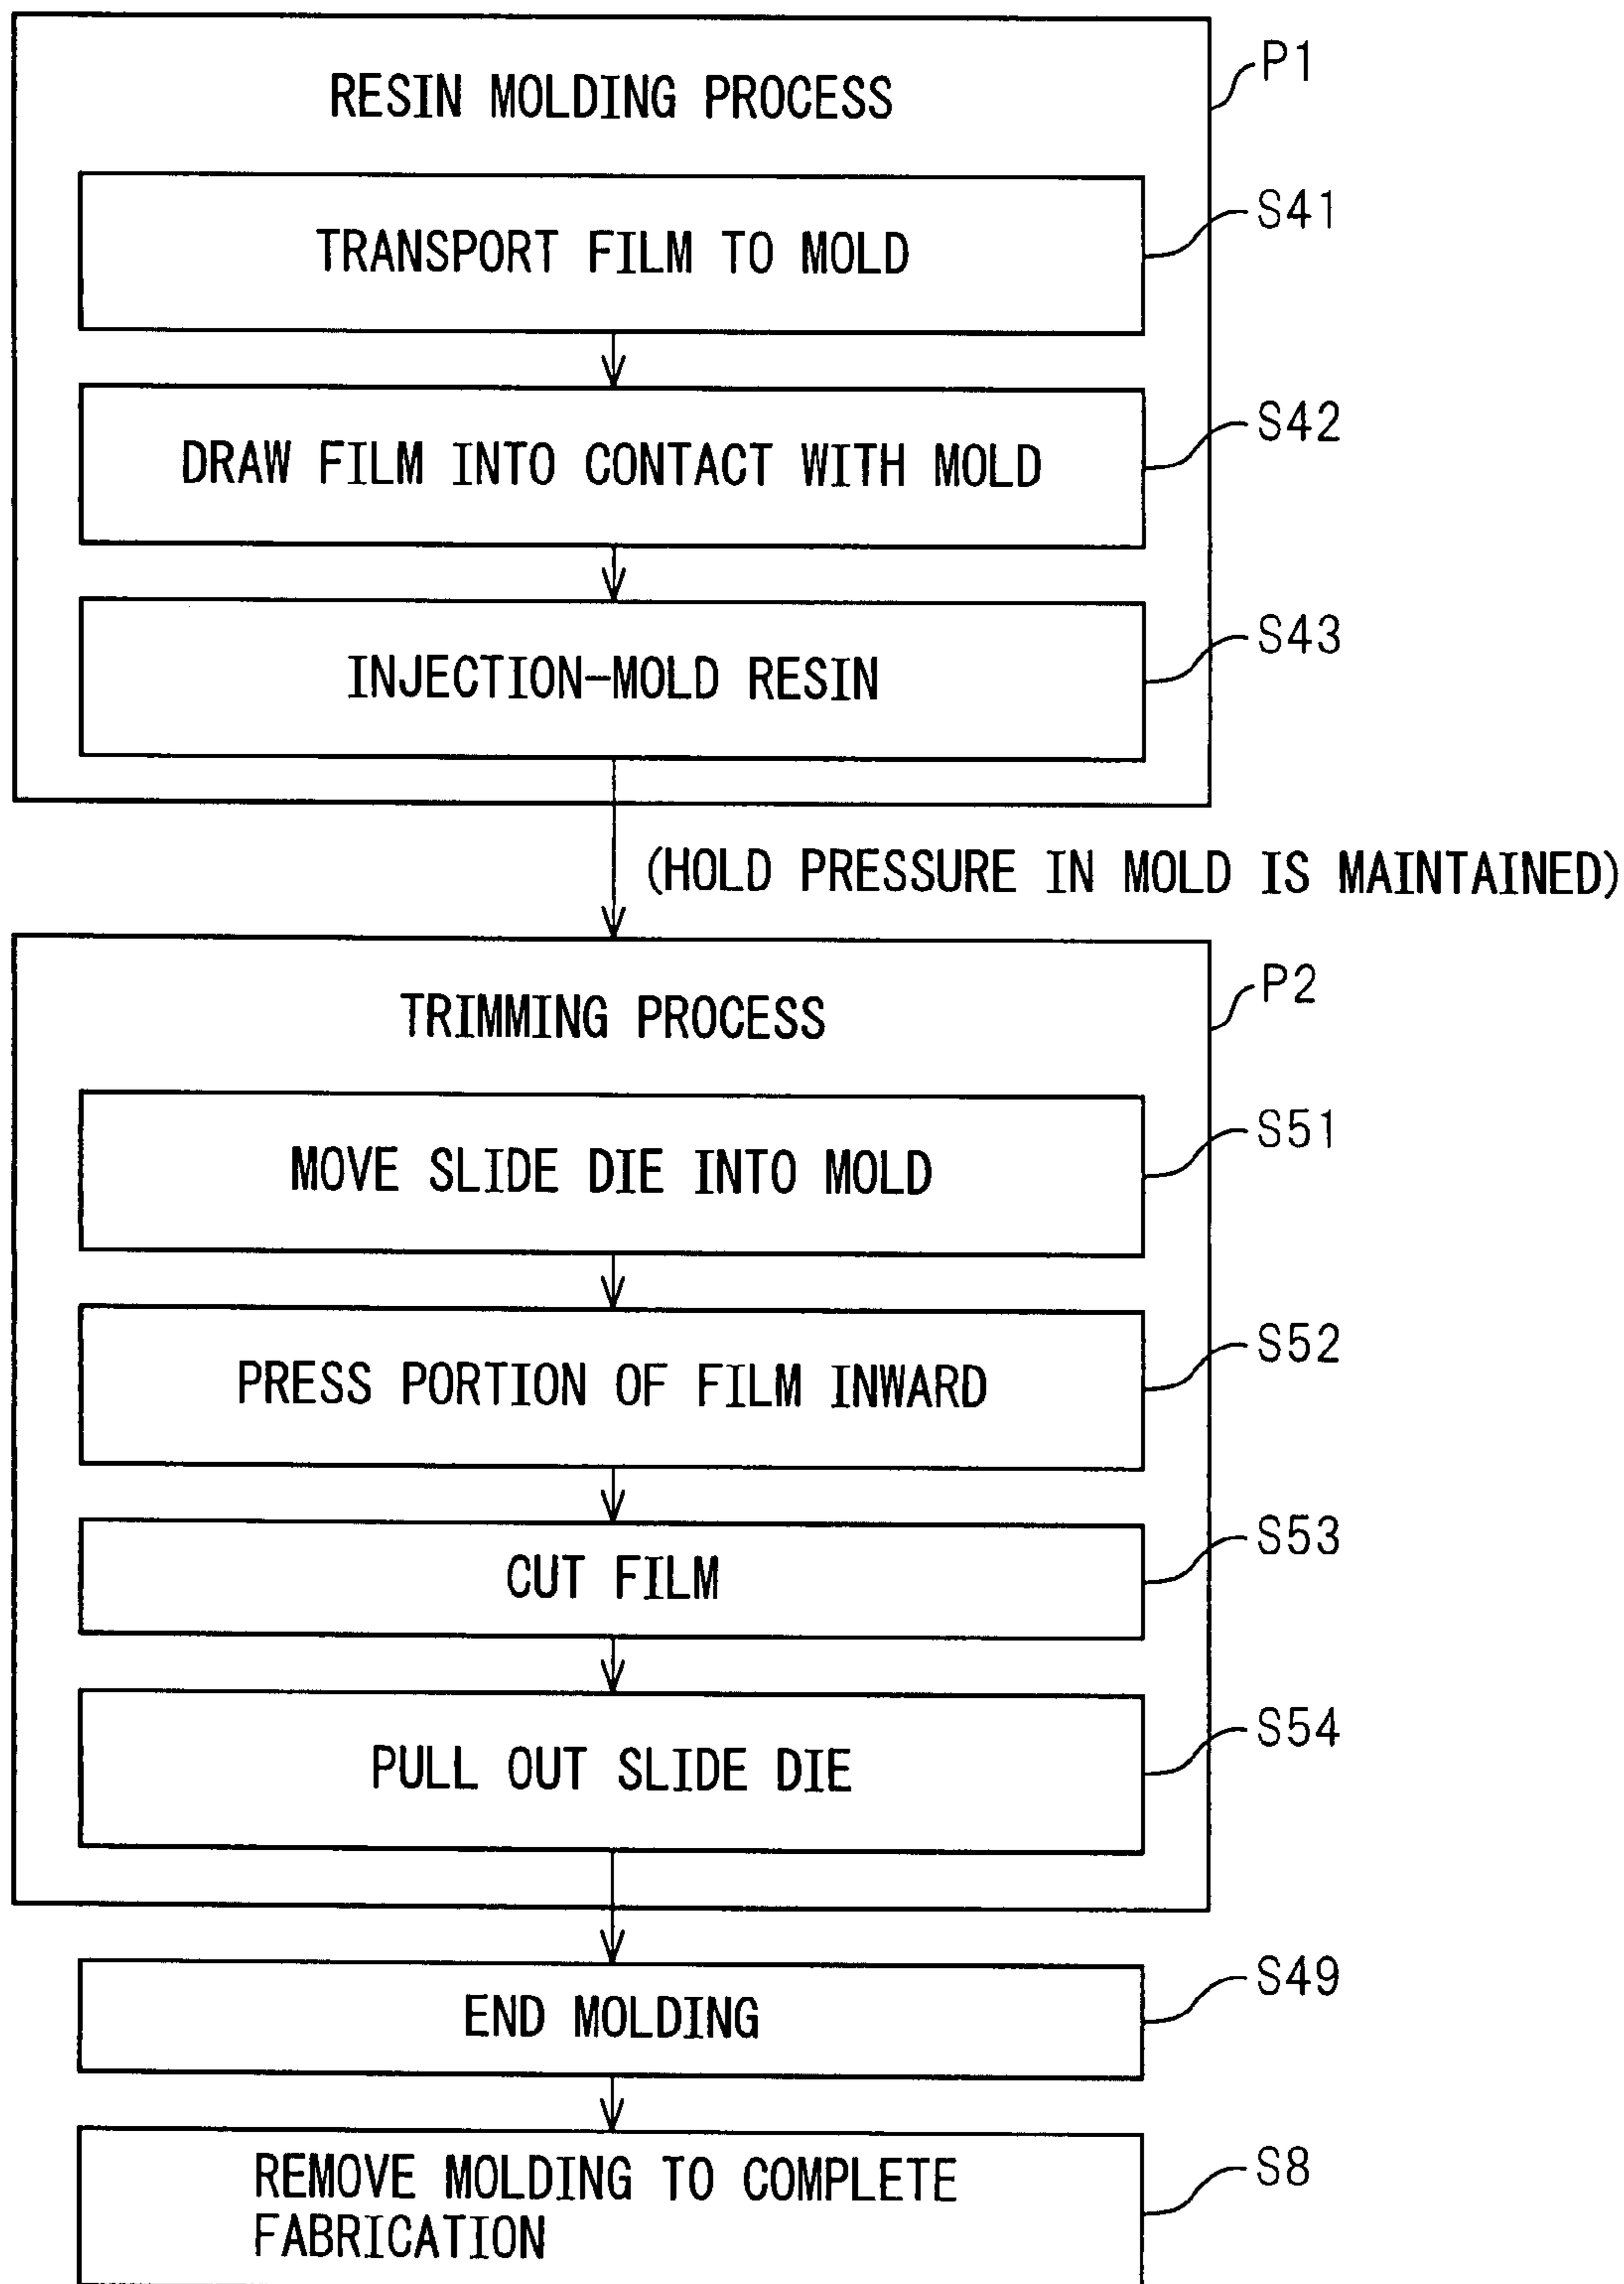 RESIN MOLDING PROCESS
P1
TRANSPORT FILM TO MOLD
S41
DRAW FILM INTO CONTACT WITH MOLD
S42
INJECTION-MOLD RESIN
S43
(HOLD PRESSURE IN MOLD IS MAINTAINED)
TRIMMING PROCESS
P2
MOVE SLIDE DIE INTO MOLD
S51
PRESS PORTION OF FILM INWARD
S52
CUT FILM
S53
PULL OUT SLIDE DIE
S54
END MOLDING
S49
REMOVE MOLDING TO COMPLETE
FABRICATION
S8